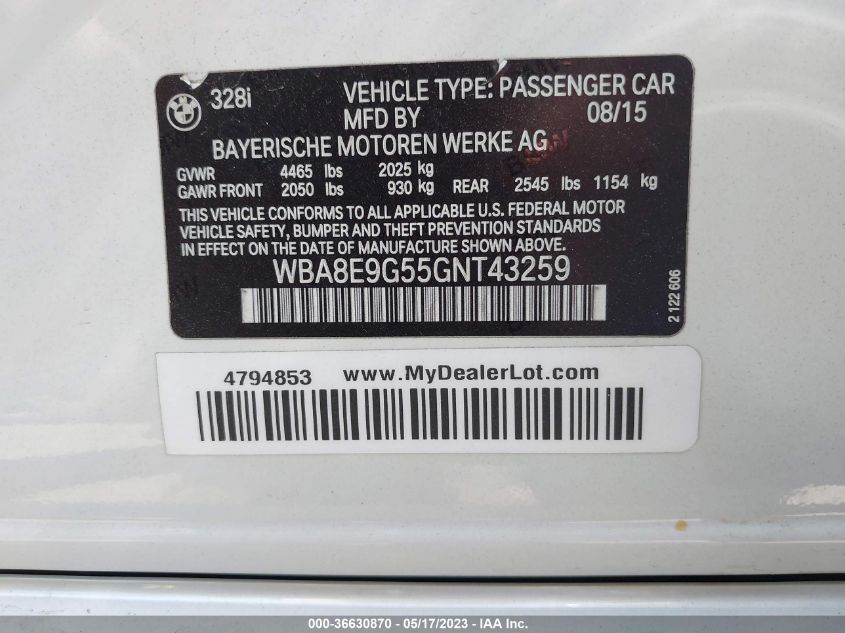 328i VEHICLE TYPE: PASSENGER CAR
MFD BY 08/15
BAYERISCHE MOTOREN WERKE AG
GVWR 4465 lbs 2025 kg
GAWR FRONT 2050 lbs 930 kg REAR 2545 lbs 1154 kg
THIS VEHICLE CONFORMS TO ALL APPLICABLE U.S. FEDERAL MOTOR
VEHICLE SAFETY, BUMPER AND THEFT PREVENTION STANDARDS
IN EFFECT ON THE DATE OF MANUFACTURE SHOWN ABOVE.
WBA8E9G55GNT43259
2 122 606
4794853 www.MyDealerLot.com
000-36630870 — 05/17/2023 — IAA Inc.